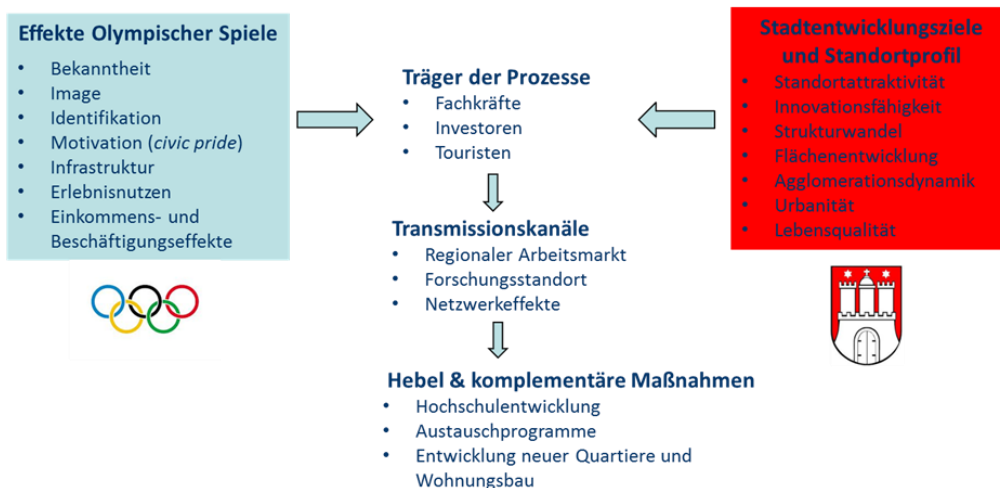 Effekte Olympischer Spiele
• Bekanntheit
• Image
• Identifikation
• Motivation (civic pride)
• Infrastruktur
• Erlebnisnutzen
• Einkommens- und
Beschäftigungseffekte
Träger der Prozesse
• Fachkräfte
• Investoren
• Touristen
Transmissionskanäle
• Regionaler Arbeitsmarkt
• Forschungsstandort
• Netzwerkeffekte
Hebel & komplementäre Maßnahmen
• Hochschulentwicklung
• Austauschprogramme
• Entwicklung neuer Quartiere und
Wohnungsbau
Stadtentwicklungsziele
und Standortprofil
• Standortattraktivität
• Innovationsfähigkeit
• Strukturwandel
• Flächenentwicklung
• Agglomerationsdynamik
• Urbanität
• Lebensqualität